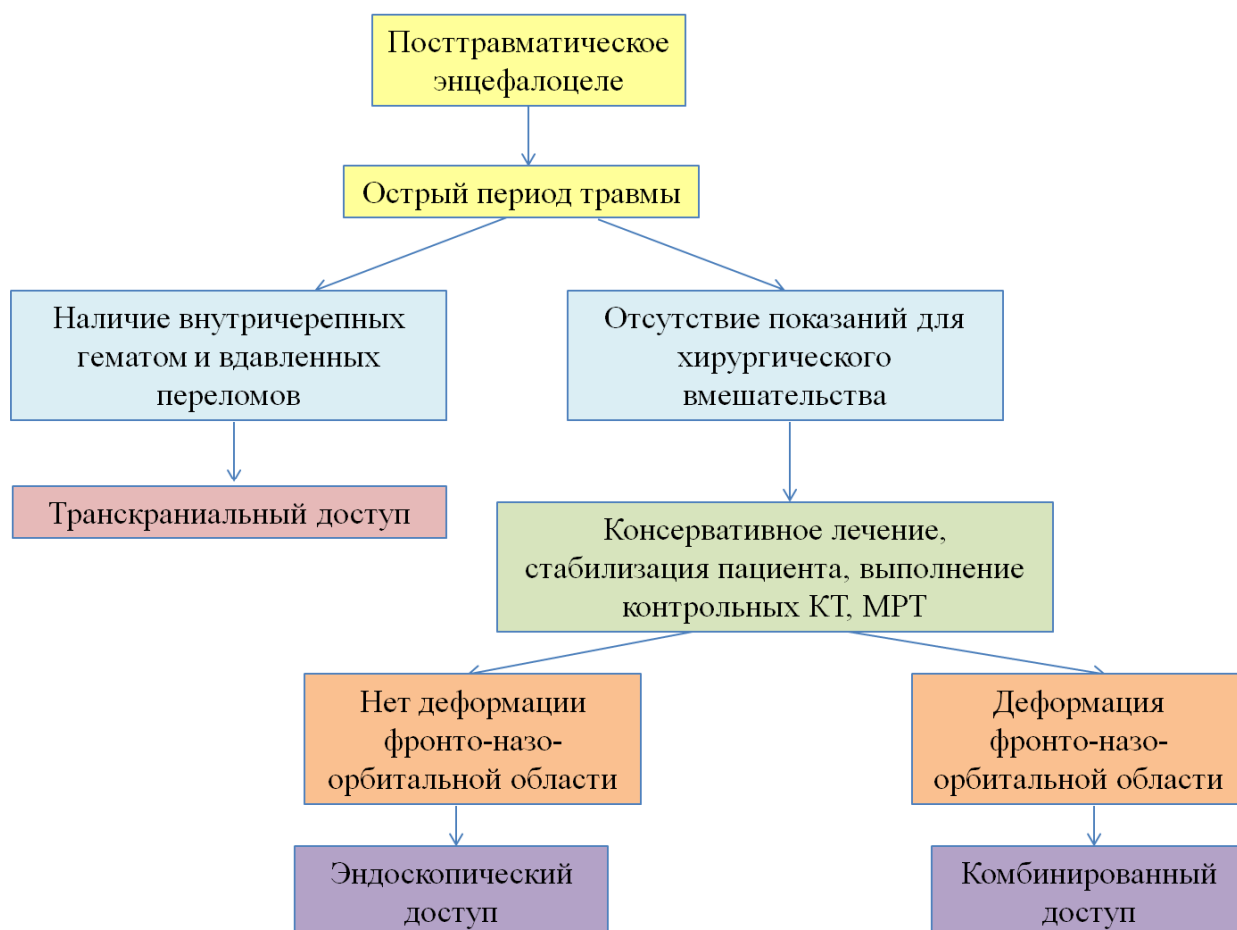 Посттравматическое
энцефалоцеле
Острый период травмы
Наличие внутричерепных
гематом и вдавленных
переломов
Отсутствие показаний для
хирургического
вмешательства
Транскраниальный доступ
Консервативное лечение,
стабилизация пациента, выполнение
контрольных КТ, МРТ
Нет деформации
фронто-назо-
орбитальной области
Деформация
фронто-назо-
орбитальной области
Эндоскопический
доступ
Комбинированный
доступ